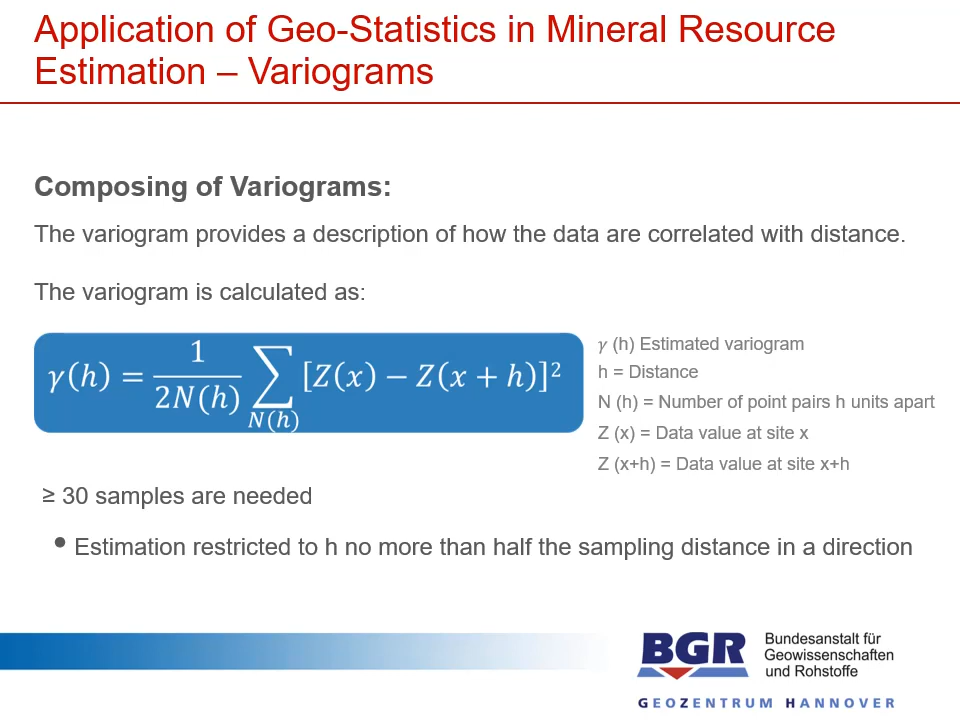 Application of Geo-Statistics in Mineral Resource
Estimation – Variograms
Composing of Variograms:
The variogram provides a description of how the data are correlated with distance.
The variogram is calculated as:
γ(h) = 1/2N(h) ∑N(h) [Z(x) − Z(x + h)]²
γ (h) Estimated variogram
h = Distance
N (h) = Number of point pairs h units apart
Z (x) = Data value at site x
Z (x+h) = Data value at site x+h
≥ 30 samples are needed
• Estimation restricted to h no more than half the sampling distance in a direction
BGR
Bundesanstalt für
Geowissenschaften
und Rohstoffe
GEOZENTRUM HANNOVER